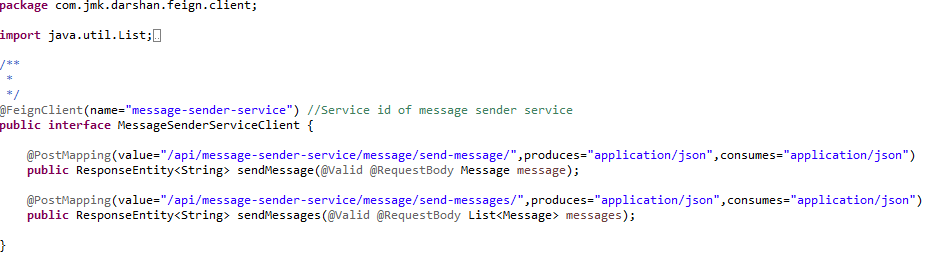 package com.jmk.darshan.feign.client;
import java.util.List;
/**
*
*/
@FeignClient(name="message-sender-service") //Service id of message sender service
public interface MessageSenderServiceClient {
@PostMapping(value="/api/message-sender-service/message/send-message/",produces="application/json",consumes="application/json")
public ResponseEntity<String> sendMessage(@Valid @RequestBody Message message);
@PostMapping(value="/api/message-sender-service/message/send-messages/",produces="application/json",consumes="application/json")
public ResponseEntity<String> sendMessages(@Valid @RequestBody List<Message> messages);
}